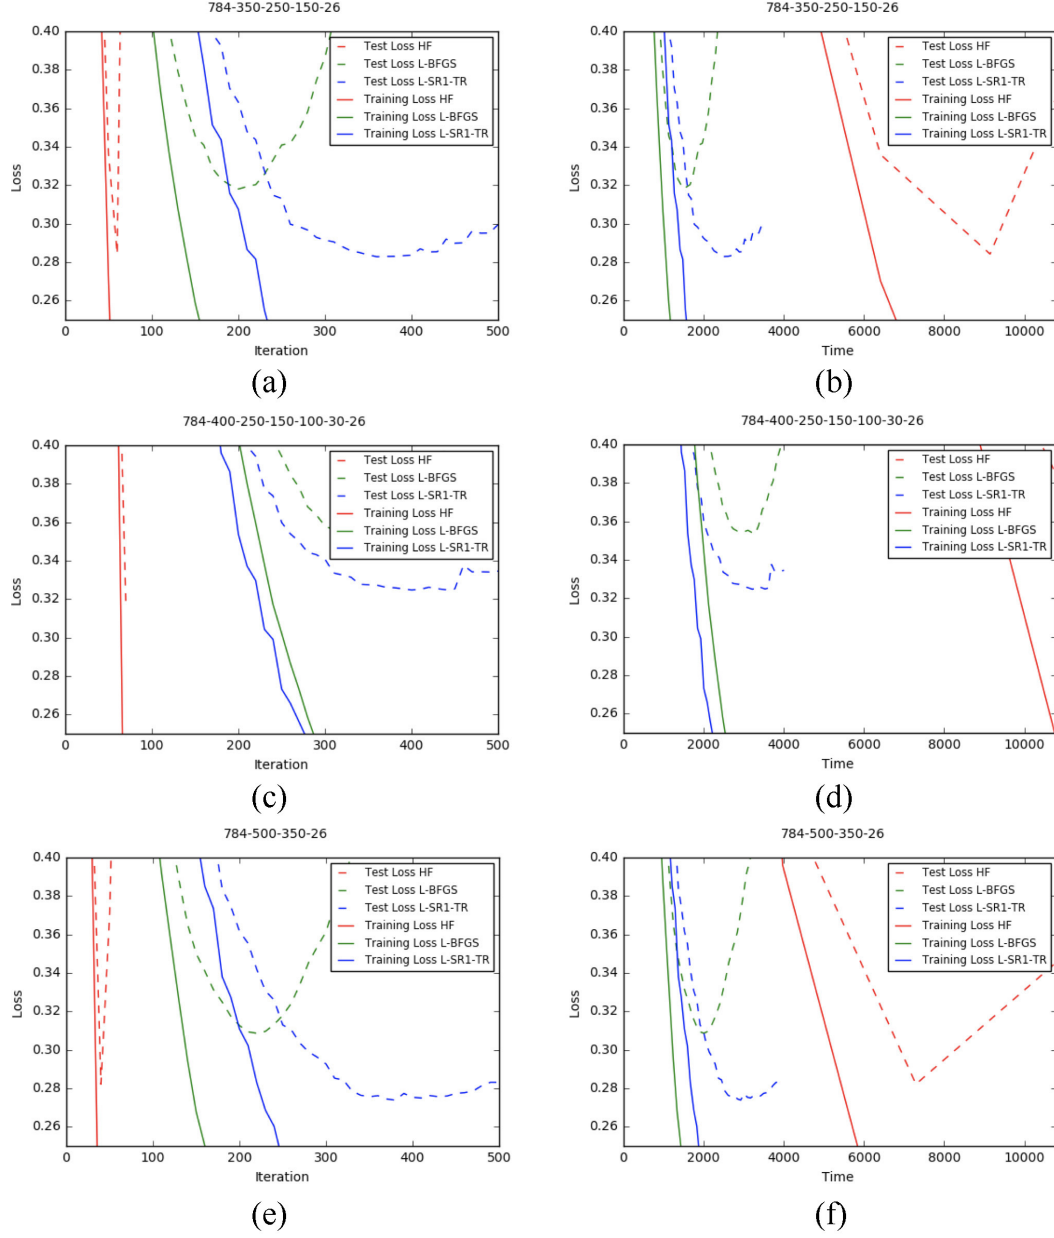 784-350-250-150-26
0.40
0.38
0.36
0.34
0.32
0.30
0.28
0.26
Loss
Test Loss HF
Test Loss L-BFGS
Test Loss L-SR1-TR
Training Loss HF
Training Loss L-BFGS
Training Loss L-SR1-TR
0 100 200 300 400 500
Iteration
(a)
784-350-250-150-26
0.40
0.38
0.36
0.34
0.32
0.30
0.28
0.26
Loss
Test Loss HF
Test Loss L-BFGS
Test Loss L-SR1-TR
Training Loss HF
Training Loss L-BFGS
Training Loss L-SR1-TR
0 2000 4000 6000 8000 10000
Time
(b)
784-400-250-150-100-30-26
0.40
0.38
0.36
0.34
0.32
0.30
0.28
0.26
Loss
Test Loss HF
Test Loss L-BFGS
Test Loss L-SR1-TR
Training Loss HF
Training Loss L-BFGS
Training Loss L-SR1-TR
0 100 200 300 400 500
Iteration
(c)
784-400-250-150-100-30-26
0.40
0.38
0.36
0.34
0.32
0.30
0.28
0.26
Loss
Test Loss HF
Test Loss L-BFGS
Test Loss L-SR1-TR
Training Loss HF
Training Loss L-BFGS
Training Loss L-SR1-TR
0 2000 4000 6000 8000 10000
Time
(d)
784-500-350-26
0.40
0.38
0.36
0.34
0.32
0.30
0.28
0.26
Loss
Test Loss HF
Test Loss L-BFGS
Test Loss L-SR1-TR
Training Loss HF
Training Loss L-BFGS
Training Loss L-SR1-TR
0 100 200 300 400 500
Iteration
(e)
784-500-350-26
0.40
0.38
0.36
0.34
0.32
0.30
0.28
0.26
Loss
Test Loss HF
Test Loss L-BFGS
Test Loss L-SR1-TR
Training Loss HF
Training Loss L-BFGS
Training Loss L-SR1-TR
0 2000 4000 6000 8000 10000
Time
(f)